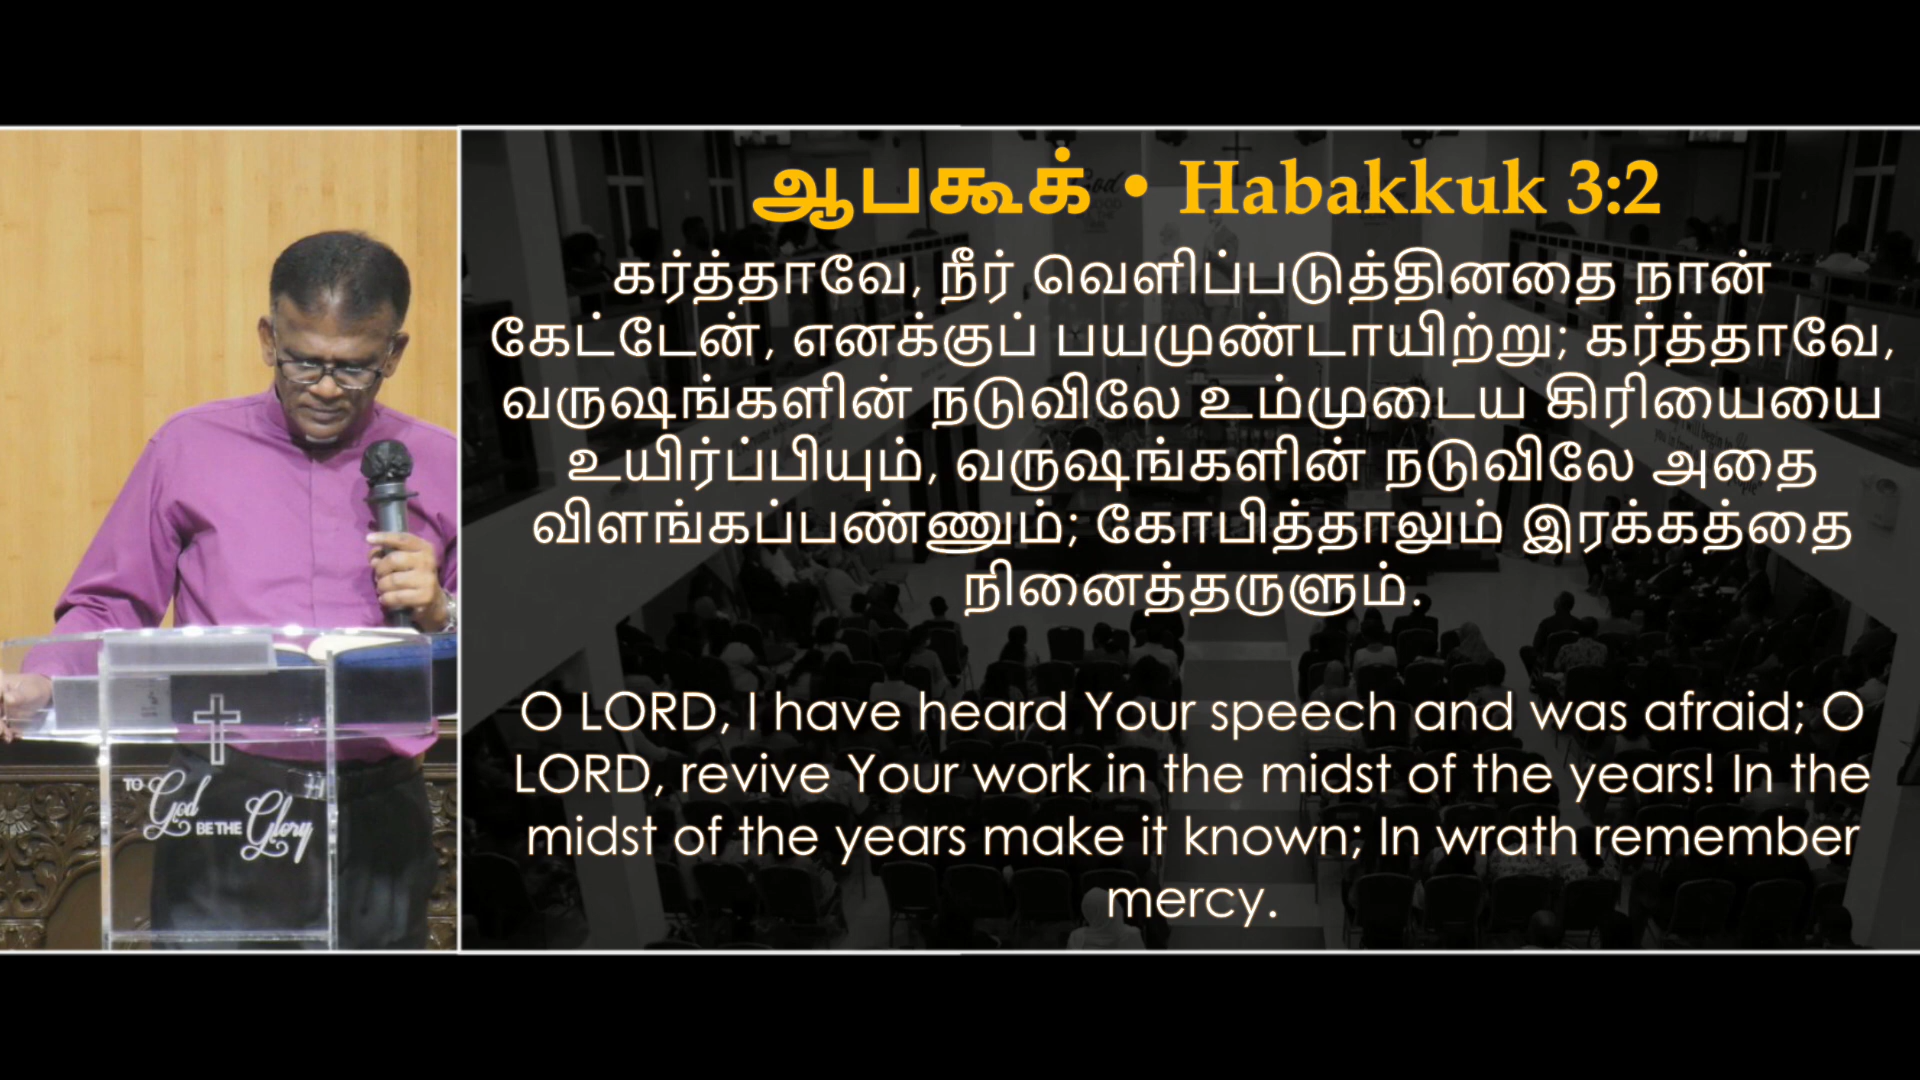 ஆபகூக் • Habakkuk 3:2
கர்த்தாவே, நீர் வெளிப்படுத்தினதை நான்
கேட்டேன், எனக்குப் பயமுண்டாயிற்று; கர்த்தாவே,
வருஷங்களின் நடுவிலே உம்முடைய கிரியையை
உயிர்ப்பியும், வருஷங்களின் நடுவிலே அதை
விளங்கப்பண்ணும்; கோபித்தாலும் இரக்கத்தை
நினைத்தருளும்.
O LORD, I have heard Your speech and was afraid; O
LORD, revive Your work in the midst of the years! In the
midst of the years make it known; In wrath remember
mercy.
TO God
BE THE Glory